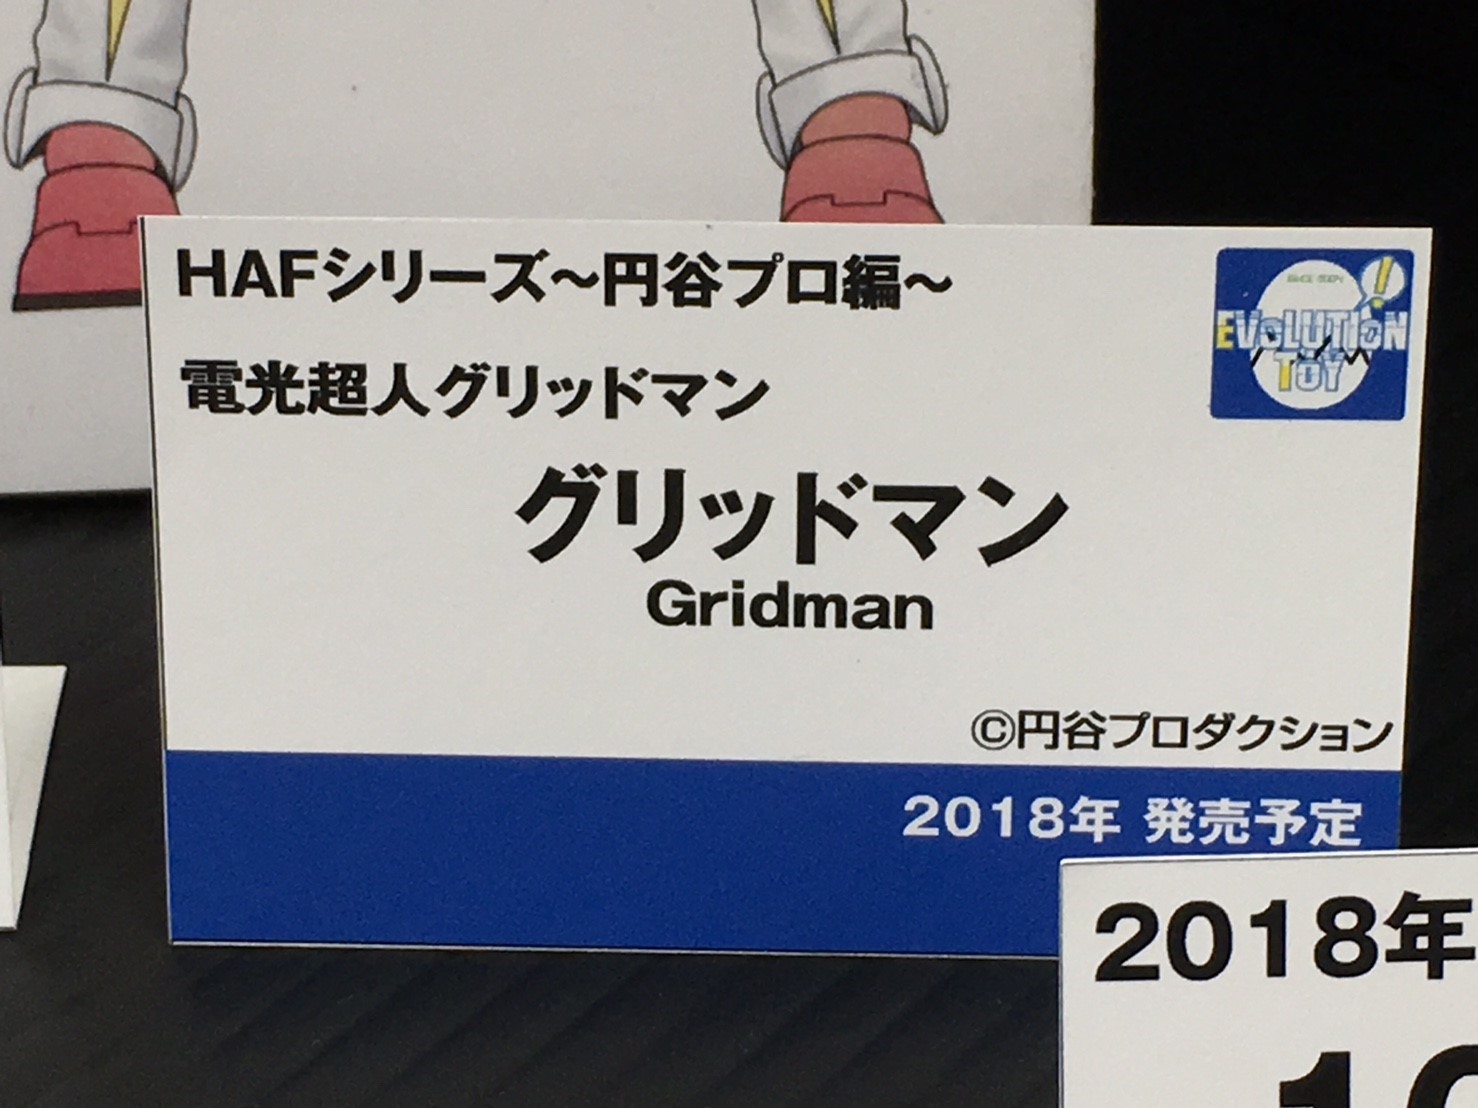 HAFシリーズ～円谷プロ編～
電光超人グリッドマン
EVOLUTION
TOY
グリッドマン
Gridman
©円谷プロダクション
2018年 発売予定
2018年